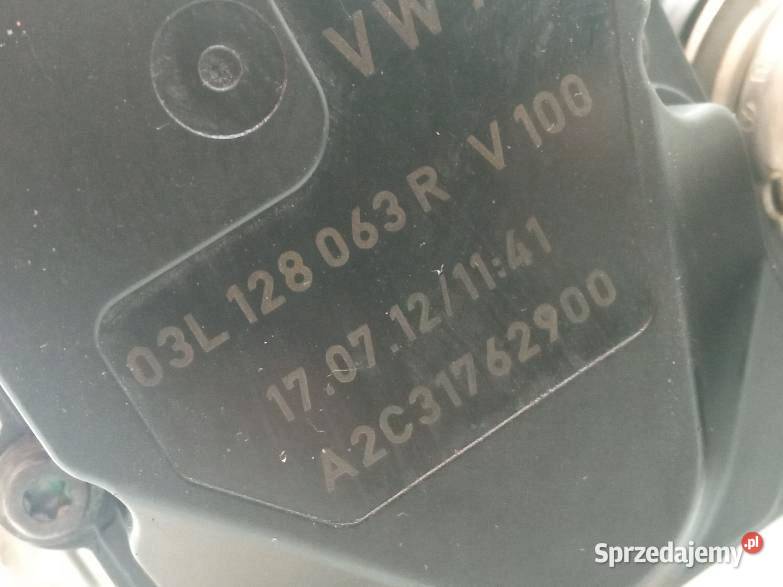 VW
03L 128 063 R V 100
17.07.12/11:41
A2C31762900
Sprzedajemy.pl